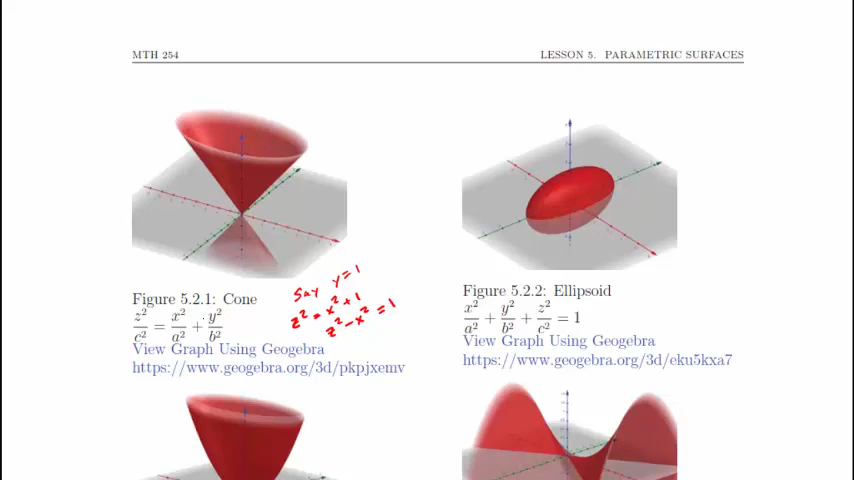 MTH 254
LESSON 5. PARAMETRIC SURFACES
Figure 5.2.1: Cone
z²/c² = x²/a² + y²/b²
View Graph Using Geogebra
https://www.geogebra.org/3d/pkpjxemv
Say y=1
z² = x²+1
z² - x² = 1
Figure 5.2.2: Ellipsoid
x²/a² + y²/b² + z²/c² = 1
View Graph Using Geogebra
https://www.geogebra.org/3d/eku5kxa7